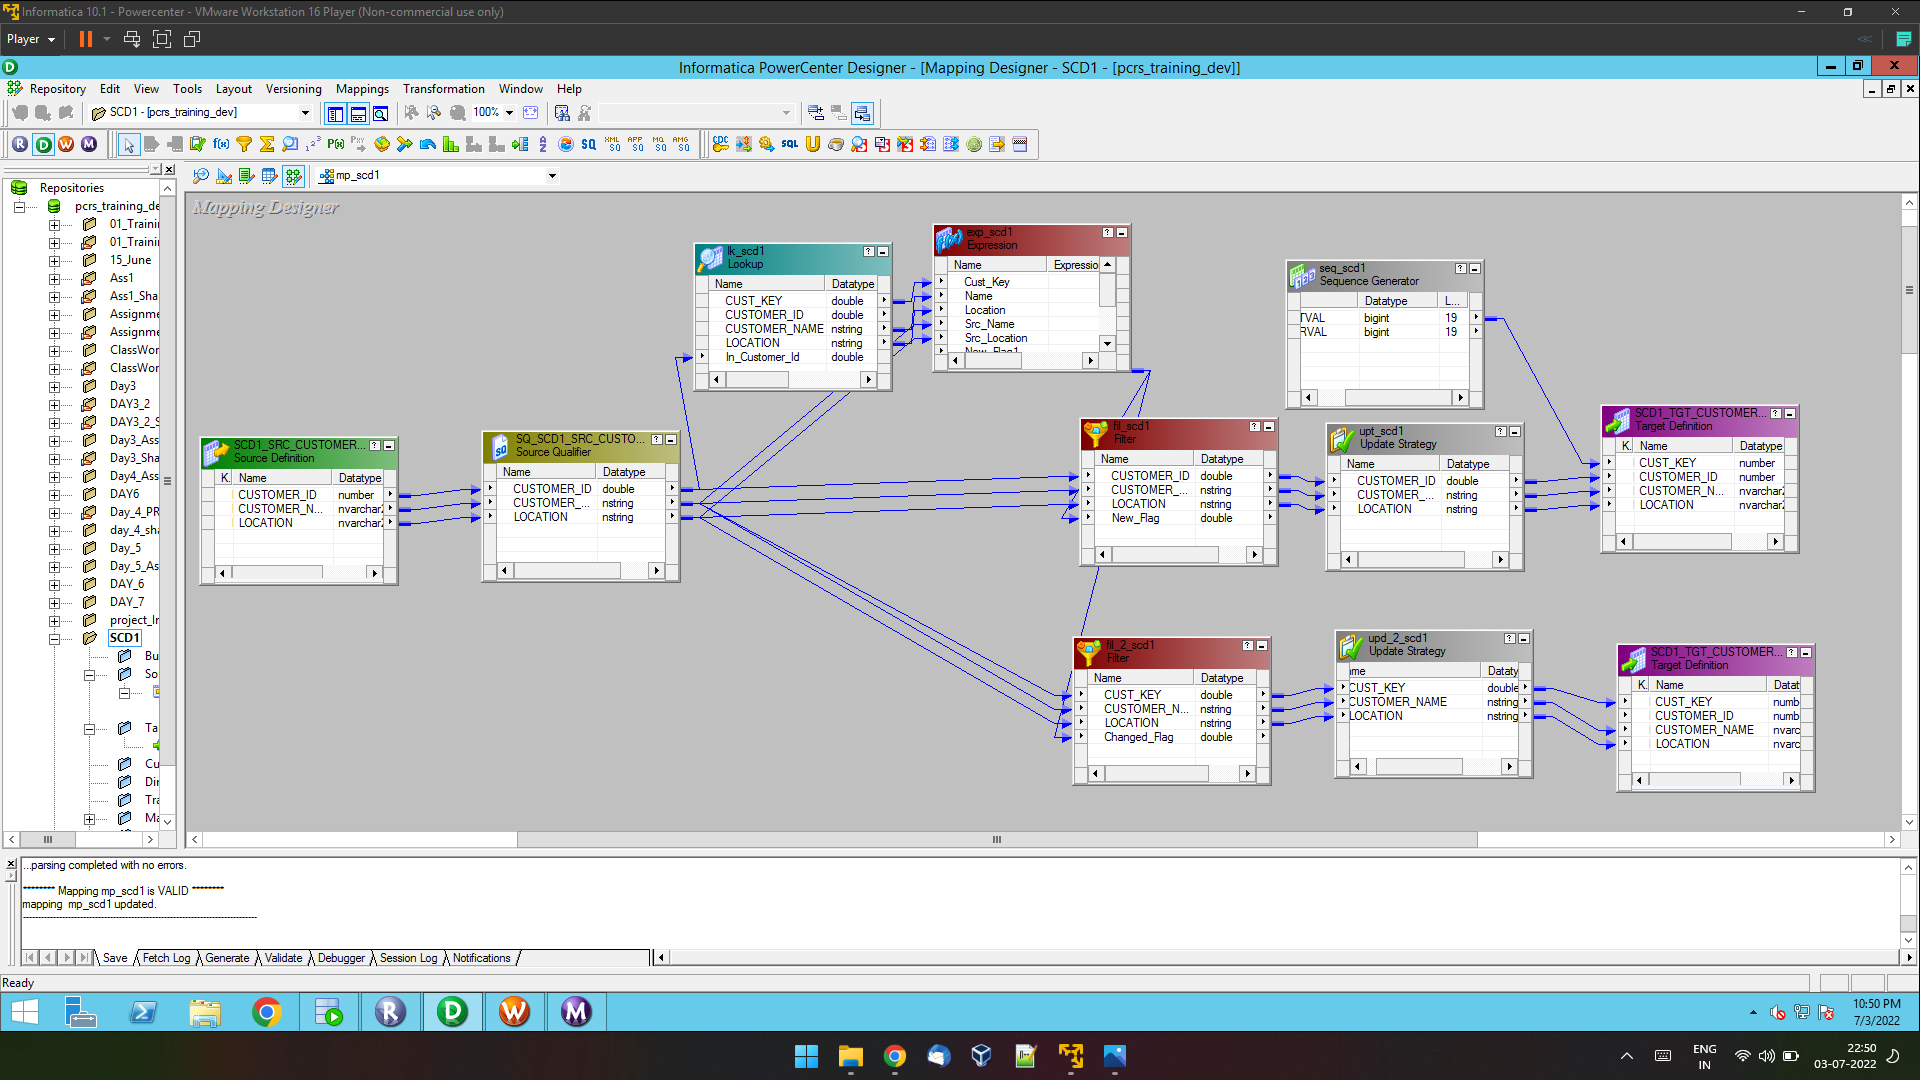 Informatica 10.1 - Powercenter - VMware Workstation 16 Player (Non-commercial use only)
Player
Informatica PowerCenter Designer - [Mapping Designer - SCD1 - [pcrs_training_dev]]
Repository Edit View Tools Layout Versioning Mappings Transformation Window Help
SCD1 - [pcrs_training_dev]
100%
mp_scd1
Repositories
pcrs_training_de
01_Traini
01_Traini
15_June
Ass1
Ass1_Sha
Assignme
Assignme
ClassWor
ClassWor
Day3
DAY3_2
DAY3_2_S
Day3_Ass
Day3_Sha
Day4_Ass
DAY6
Day_4_PR
day_4_sha
Day_5
Day_5_As
DAY_6
DAY_7
project_In
SCD1
Bu
So
Ta
Cu
Dir
Tra
Ma
Mapping Designer
SCD1_SRC_CUSTOMER...
Source Definition
K. Name Datatype
CUSTOMER_ID number
CUSTOMER_N... nvarchar2
LOCATION nvarchar2
SQ_SCD1_SRC_CUSTO...
Source Qualifier
Name Datatype
CUSTOMER_ID double
CUSTOMER_... nstring
LOCATION nstring
lk_scd1
Lookup
Name Datatype
CUST_KEY double
CUSTOMER_ID double
CUSTOMER_NAME nstring
LOCATION nstring
In_Customer_Id double
exp_scd1
Expression
Name Expressio
Cust_Key
Name
Location
Src_Name
Src_Location
New_Flag1
seq_scd1
Sequence Generator
Datatype L...
TVAL bigint 19
RVAL bigint 19
fil_scd1
Filter
Name Datatype
CUSTOMER_ID double
CUSTOMER_... nstring
LOCATION nstring
New_Flag double
upt_scd1
Update Strategy
Name Datatype
CUSTOMER_ID double
CUSTOMER_... nstring
LOCATION nstring
SCD1_TGT_CUSTOMER...
Target Definition
K. Name Datatype
CUST_KEY number
CUSTOMER_ID number
CUSTOMER_N... nvarchar2
LOCATION nvarchar2
fil_2_scd1
Filter
Name Datatype
CUST_KEY double
CUSTOMER_N... nstring
LOCATION nstring
Changed_Flag double
upd_2_scd1
Update Strategy
me Dataty
CUST_KEY double
CUSTOMER_NAME nstring
LOCATION nstring
SCD1_TGT_CUSTOMER...
Target Definition
K. Name Datat
CUST_KEY numb
CUSTOMER_ID numb
CUSTOMER_NAME nvarc
LOCATION nvarc
...parsing completed with no errors.
******** Mapping mp_scd1 is VALID ********
mapping mp_scd1 updated.
Save Fetch Log Generate Validate Debugger Session Log Notifications
Ready
10:50 PM
7/3/2022
ENG
IN
22:50
03-07-2022